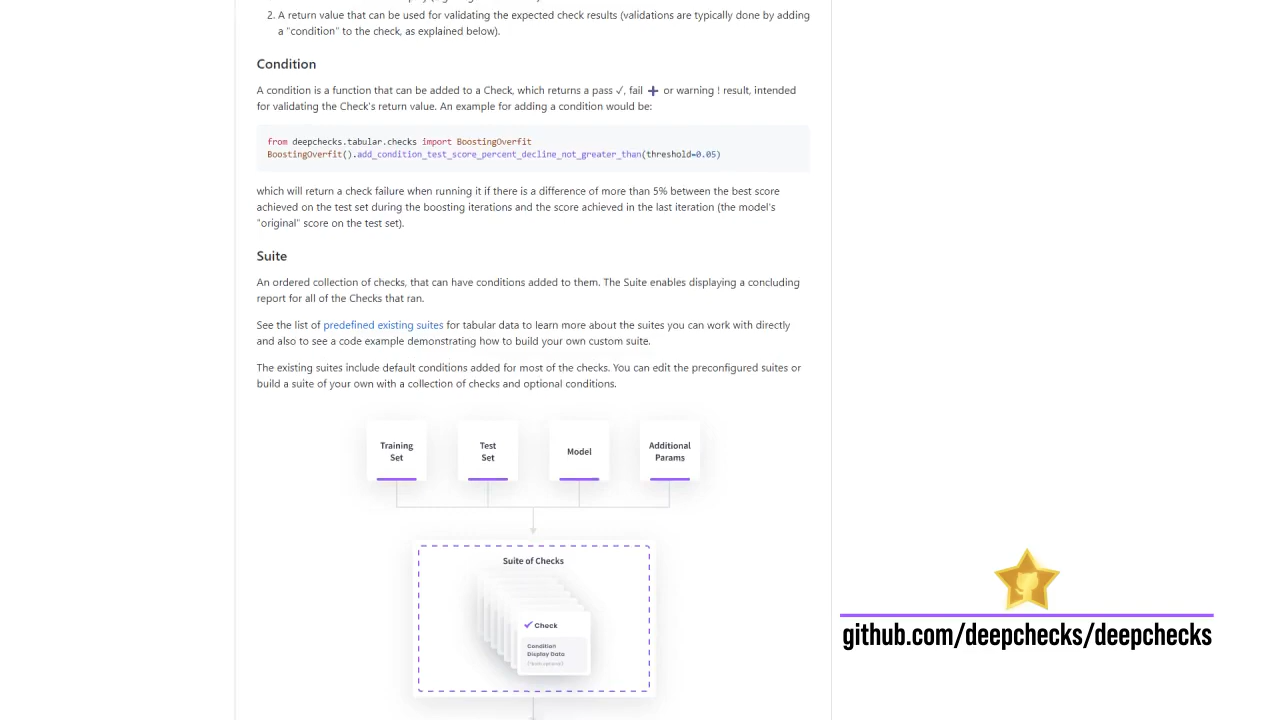 2. A return value that can be used for validating the expected check results (validations are typically done by adding
a "condition" to the check, as explained below).
Condition
A condition is a function that can be added to a Check, which returns a pass ✓, fail ✚ or warning ! result, intended
for validating the Check's return value. An example for adding a condition would be:
from deepchecks.tabular.checks import BoostingOverfit
BoostingOverfit().add_condition_test_score_percent_decline_not_greater_than(threshold=0.05)
which will return a check failure when running it if there is a difference of more than 5% between the best score
achieved on the test set during the boosting iterations and the score achieved in the last iteration (the model's
"original" score on the test set).
Suite
An ordered collection of checks, that can have conditions added to them. The Suite enables displaying a concluding
report for all of the Checks that ran.
See the list of predefined existing suites for tabular data to learn more about the suites you can work with directly
and also to see a code example demonstrating how to build your own custom suite.
The existing suites include default conditions added for most of the checks. You can edit the preconfigured suites or
build a suite of your own with a collection of checks and optional conditions.
Training
Set
Test
Set
Model
Additional
Params
Suite of Checks
Check
Condition
Display Data
github.com/deepchecks/deepchecks